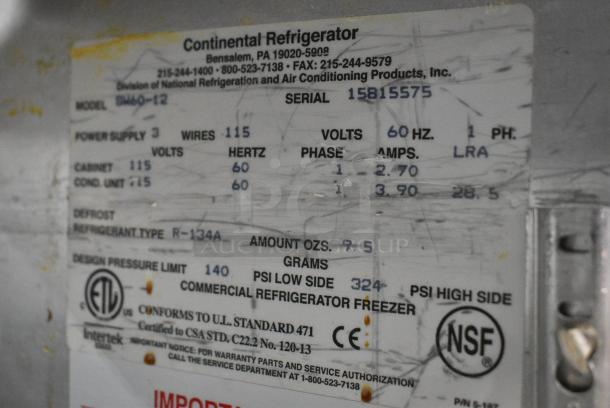 Continental Refrigerator
Bensalem, PA 19020-5908
215-244-1400 • 800-523-7138 • FAX: 215-244-9579
Division of National Refrigeration and Air Conditioning Products, Inc.
MODEL SW60-12 SERIAL 15815575
POWER SUPPLY 3 WIRES 115 VOLTS 60 HZ. 1 PH.
VOLTS HERTZ PHASE AMPS. LRA
CABINET 115 60 1 2.70
COND. UNIT 115 60 1 3.90 28.5
DEFROST
REFRIGERANT TYPE R-134A AMOUNT OZS. 9.5
GRAMS
DESIGN PRESSURE LIMIT 140 PSI LOW SIDE 324 PSI HIGH SIDE
COMMERCIAL REFRIGERATOR FREEZER
ETL
C US
Intertek
CONFORMS TO U.L. STANDARD 471
Certified to CSA STD. C22.2 No. 120-13
CE
NSF
IMPORTANT NOTICE: FOR WARRANTY PARTS AND SERVICE AUTHORIZATION
CALL THE SERVICE DEPARTMENT AT 1-800-523-7138
P/N 5-187